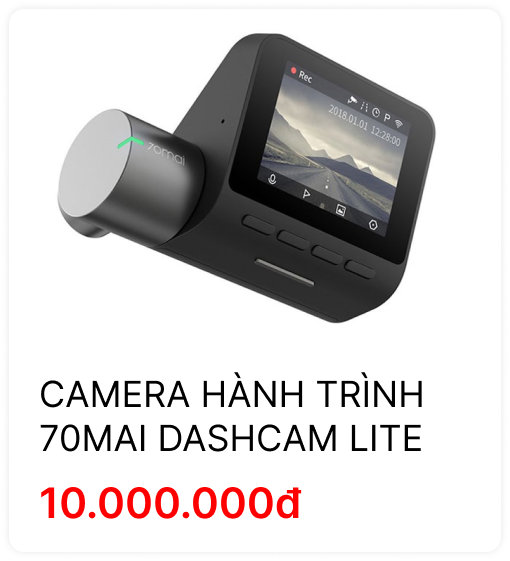 Rec
P
2018.01.01 12:28:00
70mai
CAMERA HÀNH TRÌNH
70MAI DASHCAM LITE
10.000.000đ